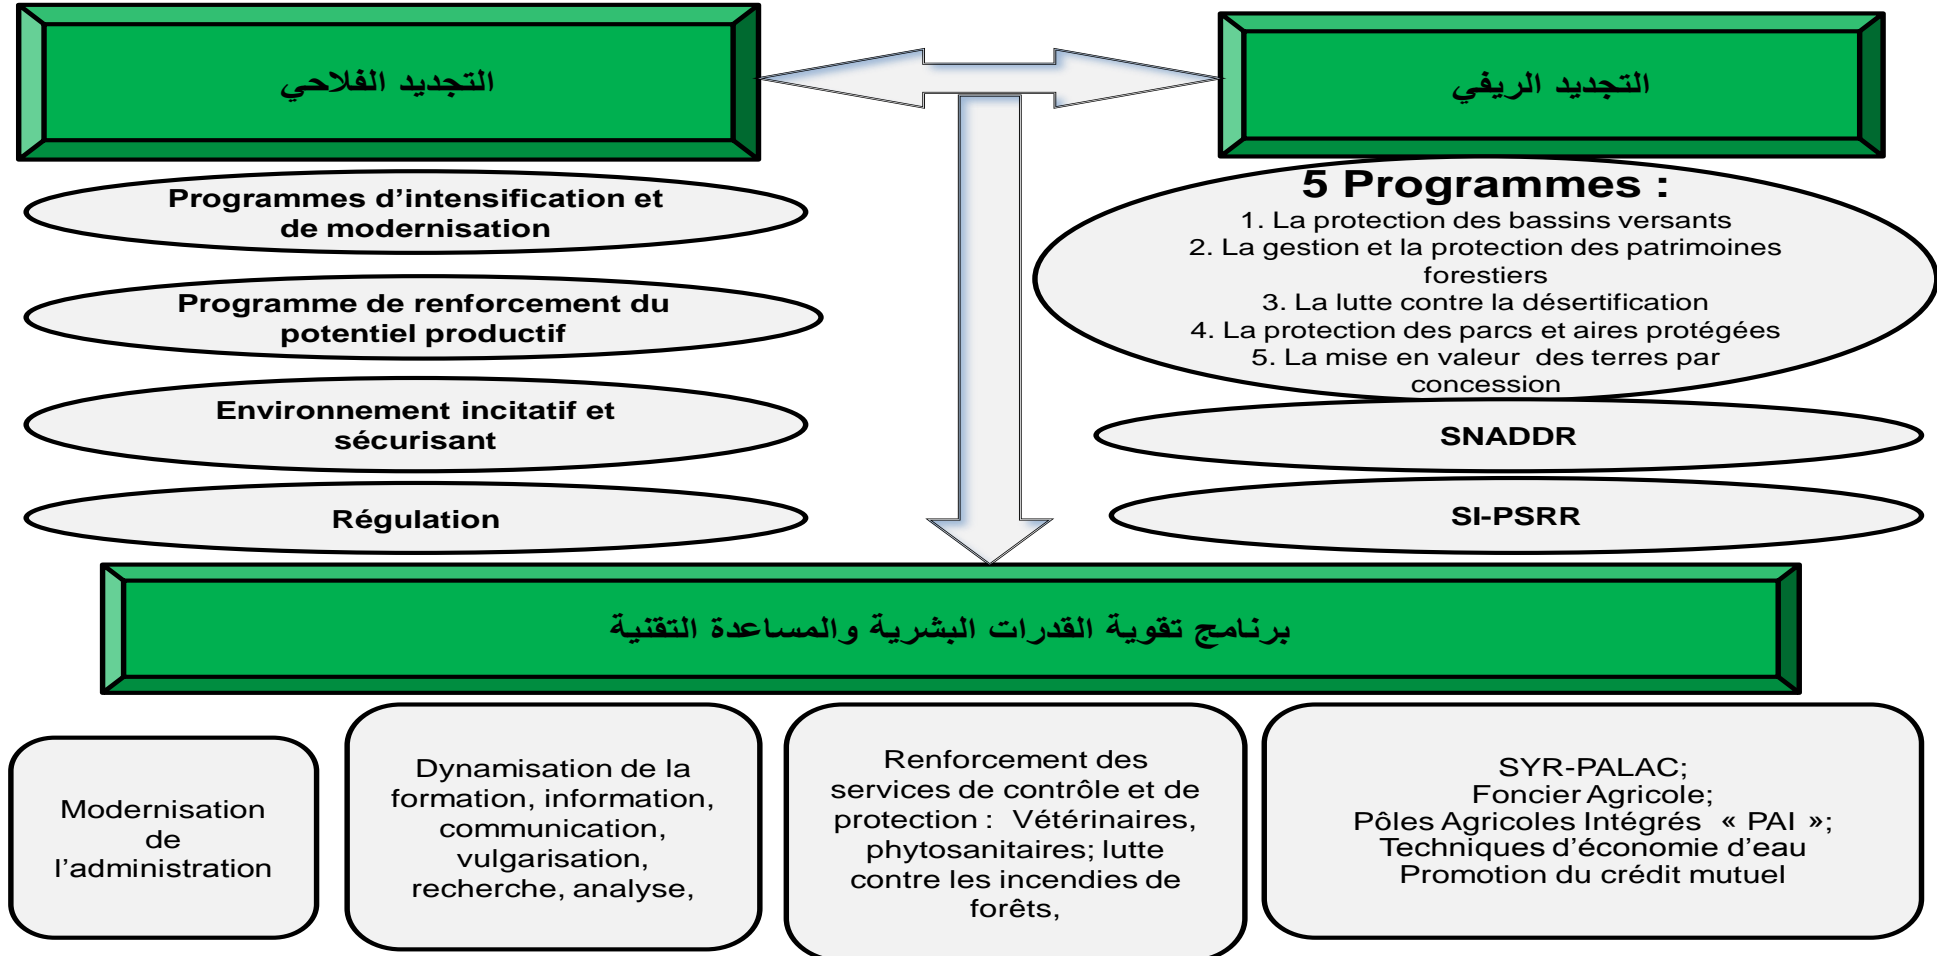 التجديد الفلاحي
التجديد الريفي
Programmes d’intensification et
de modernisation
Programme de renforcement du
potentiel productif
Environnement incitatif et
sécurisant
Régulation
5 Programmes :
1. La protection des bassins versants
2. La gestion et la protection des patrimoines
forestiers
3. La lutte contre la désertification
4. La protection des parcs et aires protégées
5. La mise en valeur des terres par
concession
SNADDR
SI-PSRR
برنامج تقوية القدرات البشرية والمساعدة التقنية
Modernisation
de
l’administration
Dynamisation de la
formation, information,
communication,
vulgarisation,
recherche, analyse,
Renforcement des
services de contrôle et de
protection : Vétérinaires,
phytosanitaires; lutte
contre les incendies de
forêts,
SYR-PALAC;
Foncier Agricole;
Pôles Agricoles Intégrés « PAI »;
Techniques d’économie d’eau
Promotion du crédit mutuel